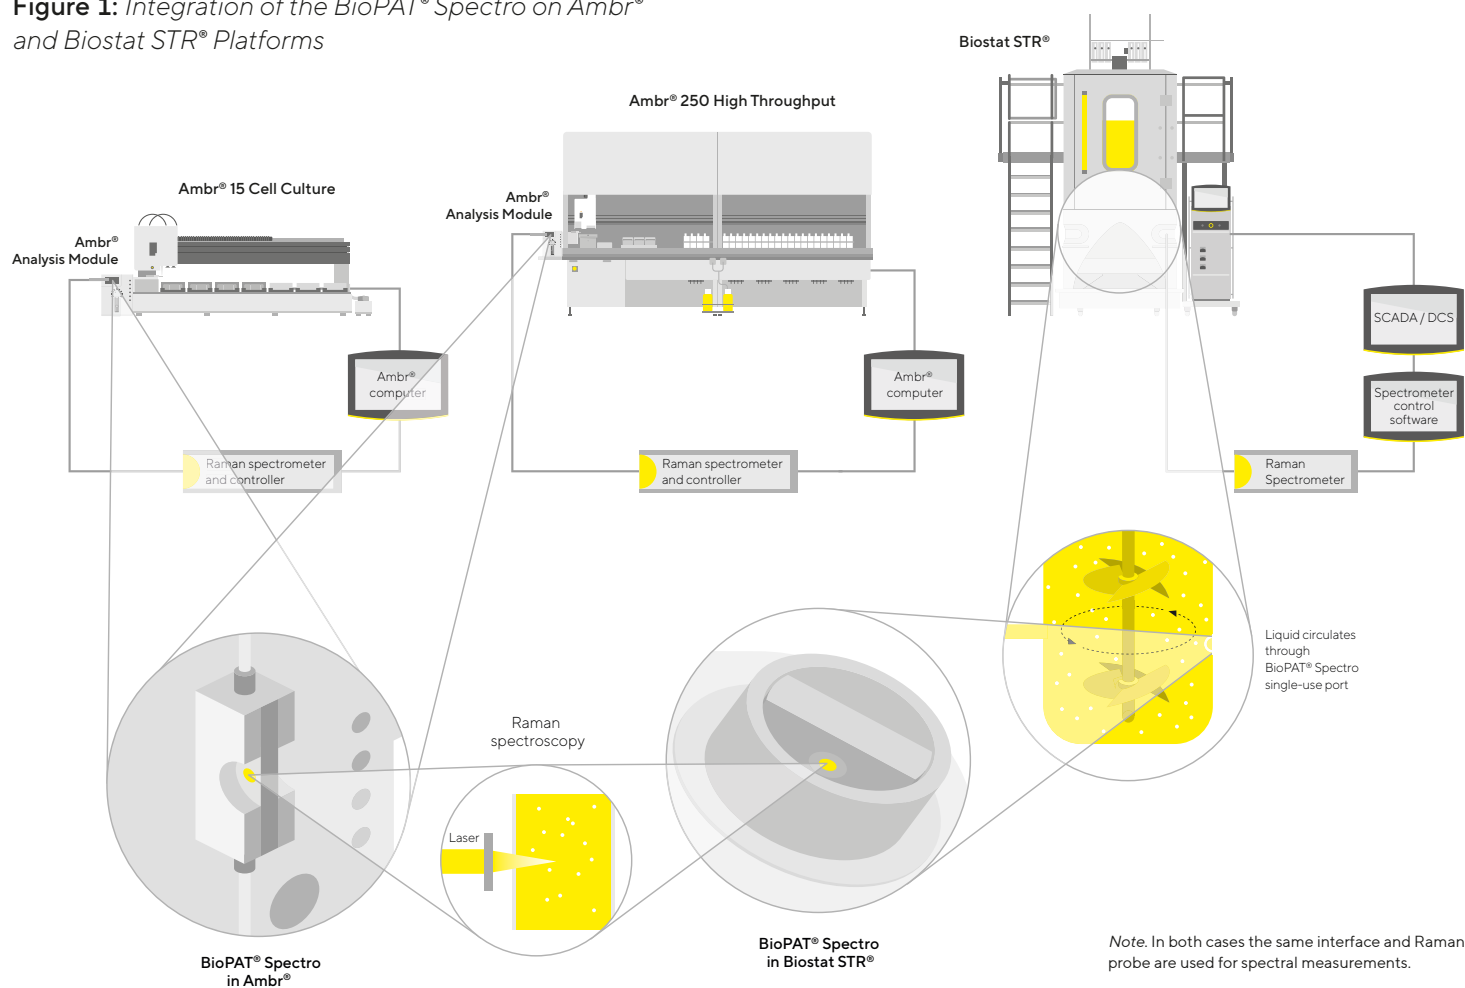 Figure 1: Integration of the BioPAT® Spectro on Ambr®
and Biostat STR® Platforms
Biostat STR®
Ambr® 250 High Throughput
Ambr® 15 Cell Culture
Ambr®
Analysis Module
Ambr®
Analysis Module
Ambr®
computer
Ambr®
computer
SCADA / DCS
Spectrometer
control
software
Raman spectrometer
and controller
Raman spectrometer
and controller
Raman
Spectrometer
Liquid circulates
through
BioPAT® Spectro
single-use port
Raman
spectroscopy
Laser
BioPAT® Spectro
in Ambr®
BioPAT® Spectro
in Biostat STR®
Note. In both cases the same interface and Raman
probe are used for spectral measurements.